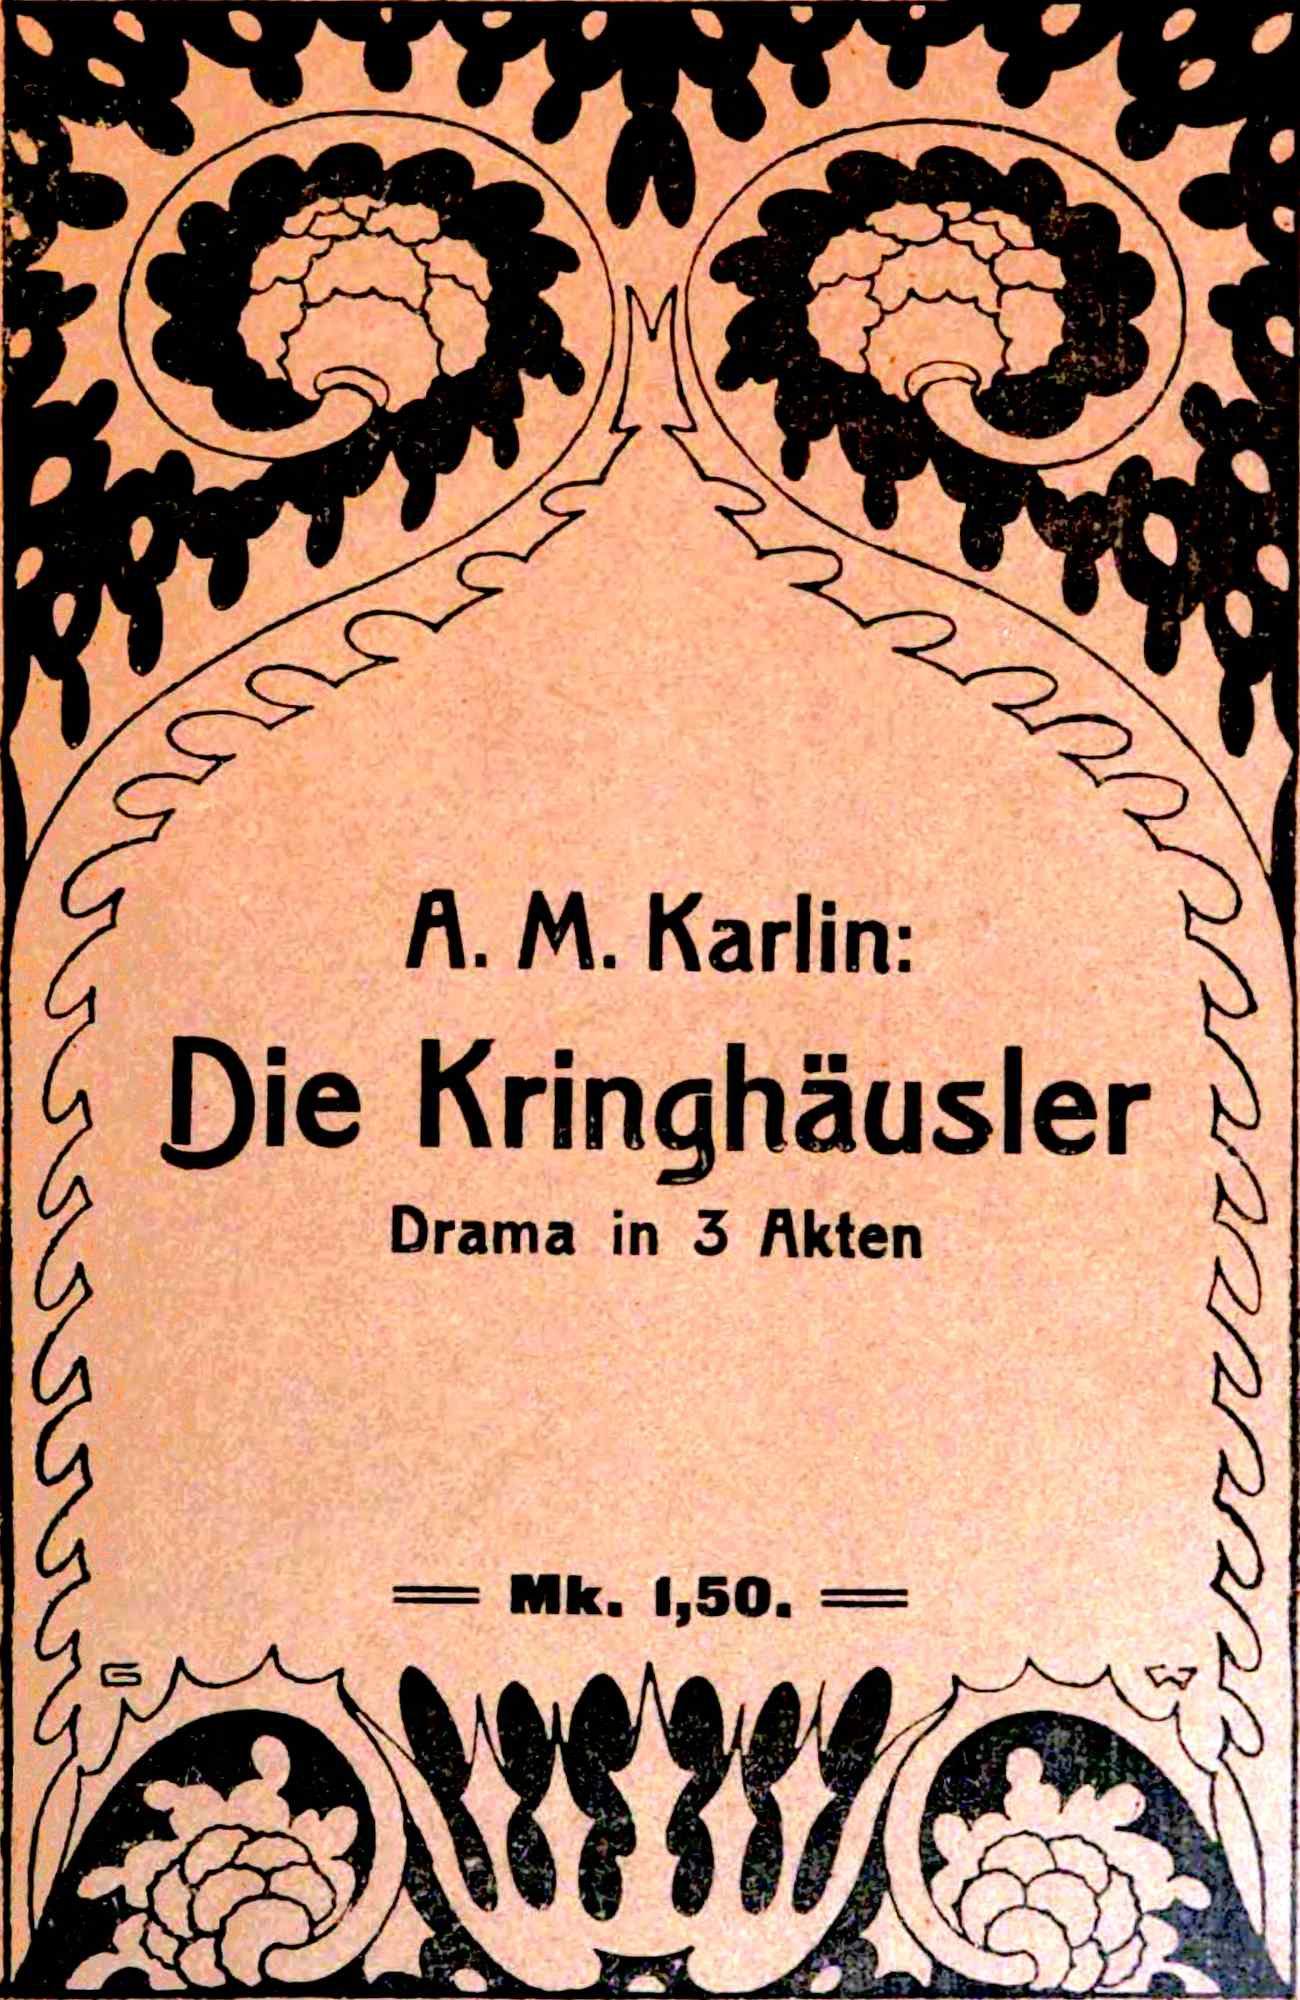 A. M. Karlin:
Die Kringhäusler
Drama in 3 Akten
Mk. 1,50.
G W